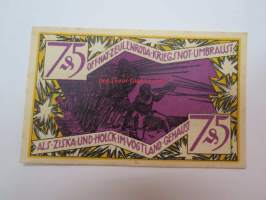 OFT·HAT·ZEULENRODA·KRIEGSNOT·UMBRAUST
75
75
ALS·ZISKA·UND·HOLCK·IM·VOGTLAND·GEHAUST